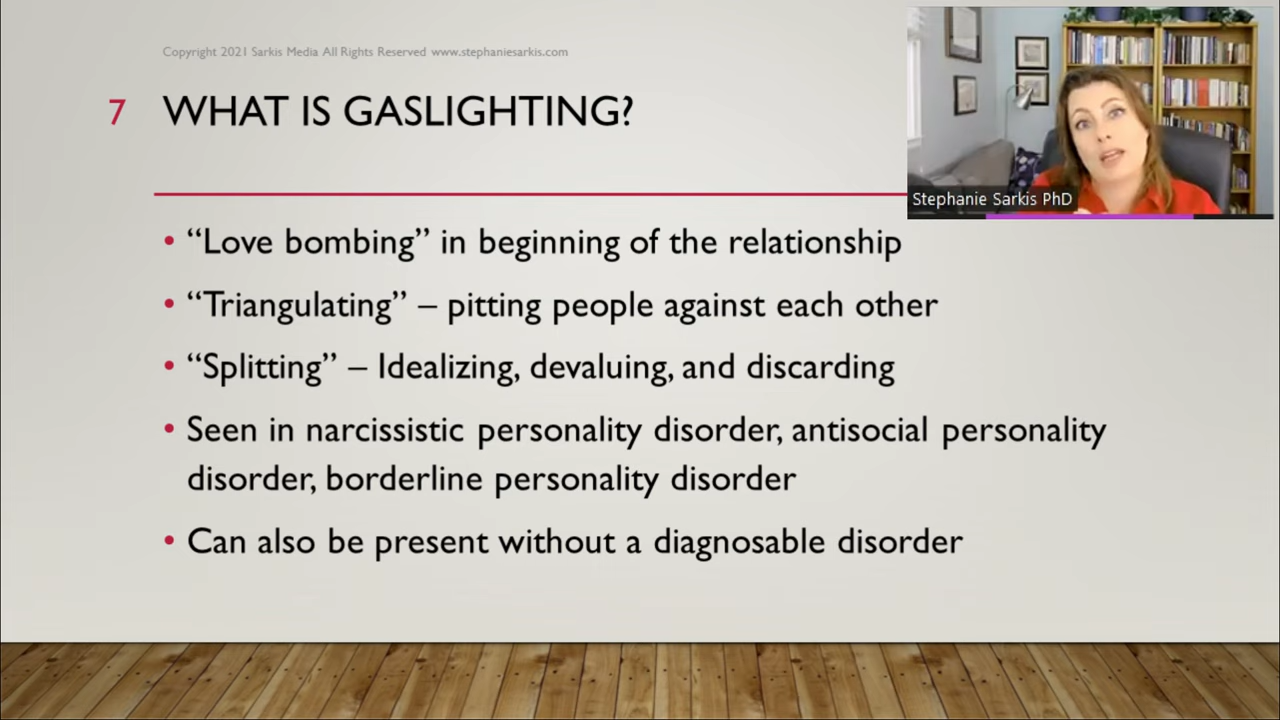 Copyright 2021 Sarkis Media All Rights Reserved www.stephaniesarkis.com
7 WHAT IS GASLIGHTING?
Stephanie Sarkis PhD
• “Love bombing” in beginning of the relationship
• “Triangulating” – pitting people against each other
• “Splitting” – Idealizing, devaluing, and discarding
• Seen in narcissistic personality disorder, antisocial personality
disorder, borderline personality disorder
• Can also be present without a diagnosable disorder